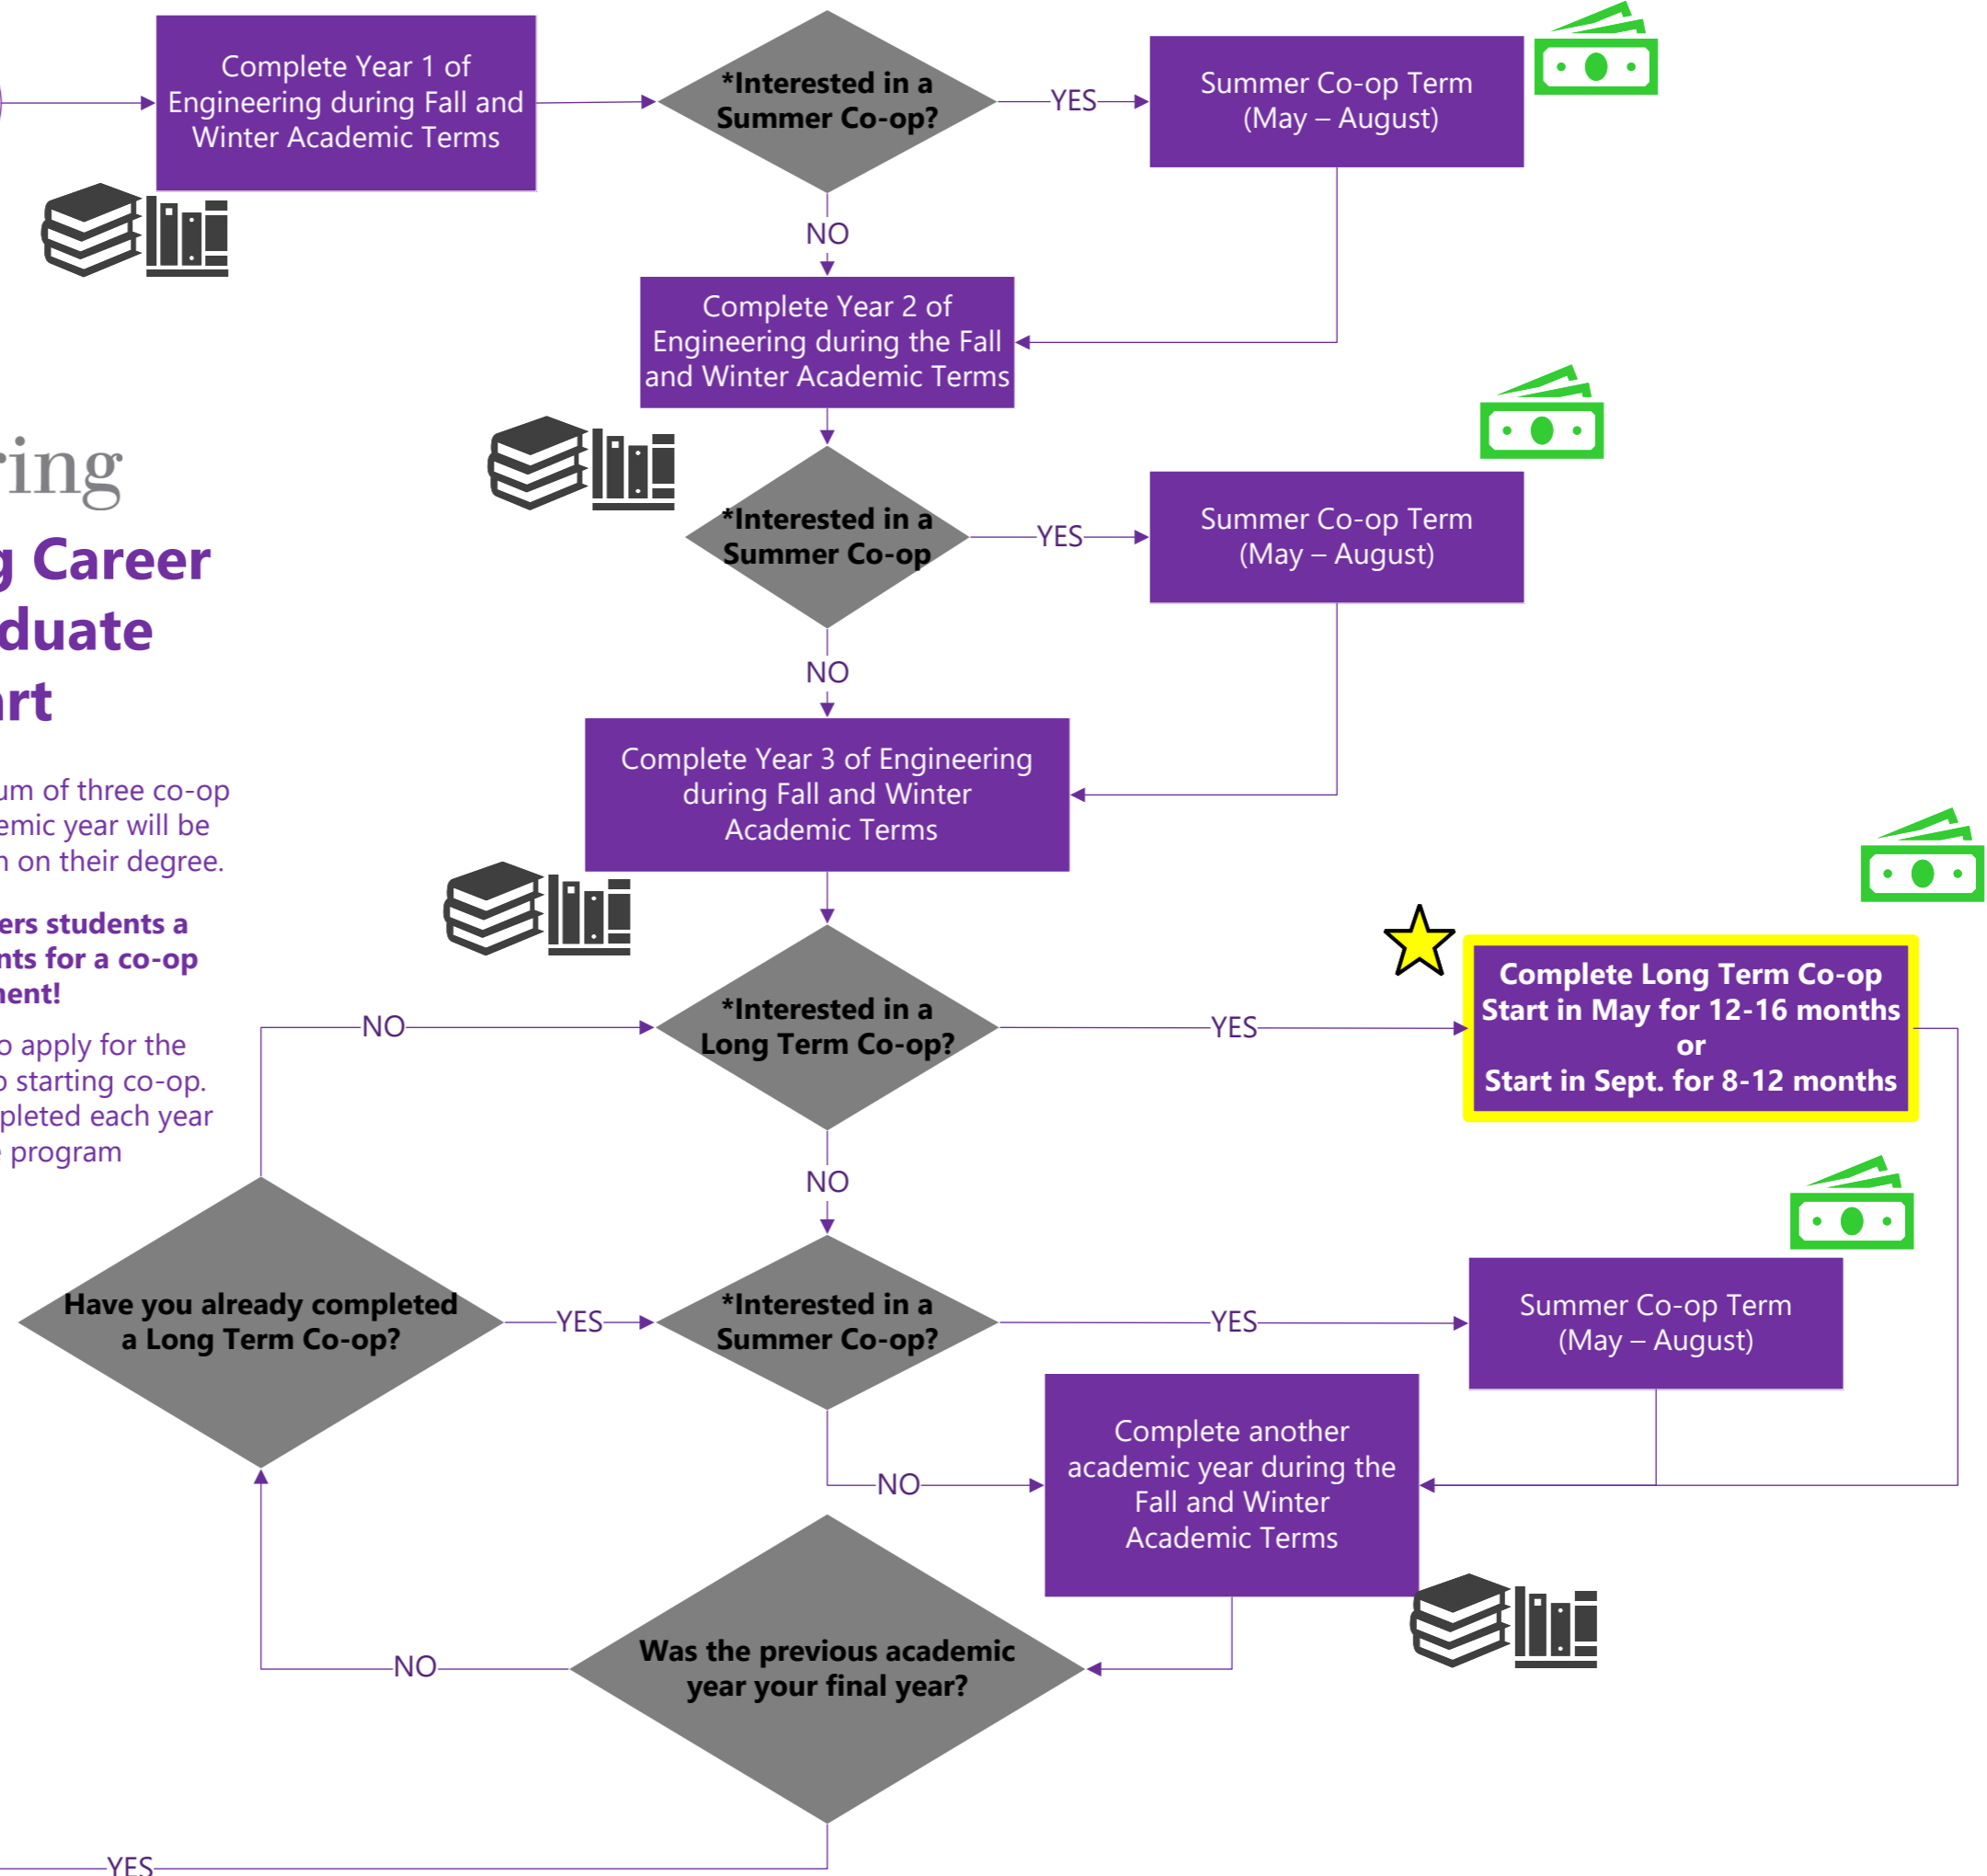 Complete Year 1 of
Engineering during Fall and
Winter Academic Terms
*Interested in a
Summer Co-op?
YES
Summer Co-op Term
(May – August)
NO
Complete Year 2 of
Engineering during the Fall
and Winter Academic Terms
ring
g Career
duate
art
*Interested in a
Summer Co-op
YES
Summer Co-op Term
(May – August)
NO
Complete Year 3 of Engineering
during Fall and Winter
Academic Terms
um of three co-op
emic year will be
n on their degree.
ers students a
nts for a co-op
ment!
o apply for the
o starting co-op.
pleted each year
e program
NO
*Interested in a
Long Term Co-op?
YES
Complete Long Term Co-op
Start in May for 12-16 months
or
Start in Sept. for 8-12 months
NO
Have you already completed
a Long Term Co-op?
YES
*Interested in a
Summer Co-op?
YES
Summer Co-op Term
(May – August)
NO
Complete another
academic year during the
Fall and Winter
Academic Terms
Was the previous academic
year your final year?
NO
YES